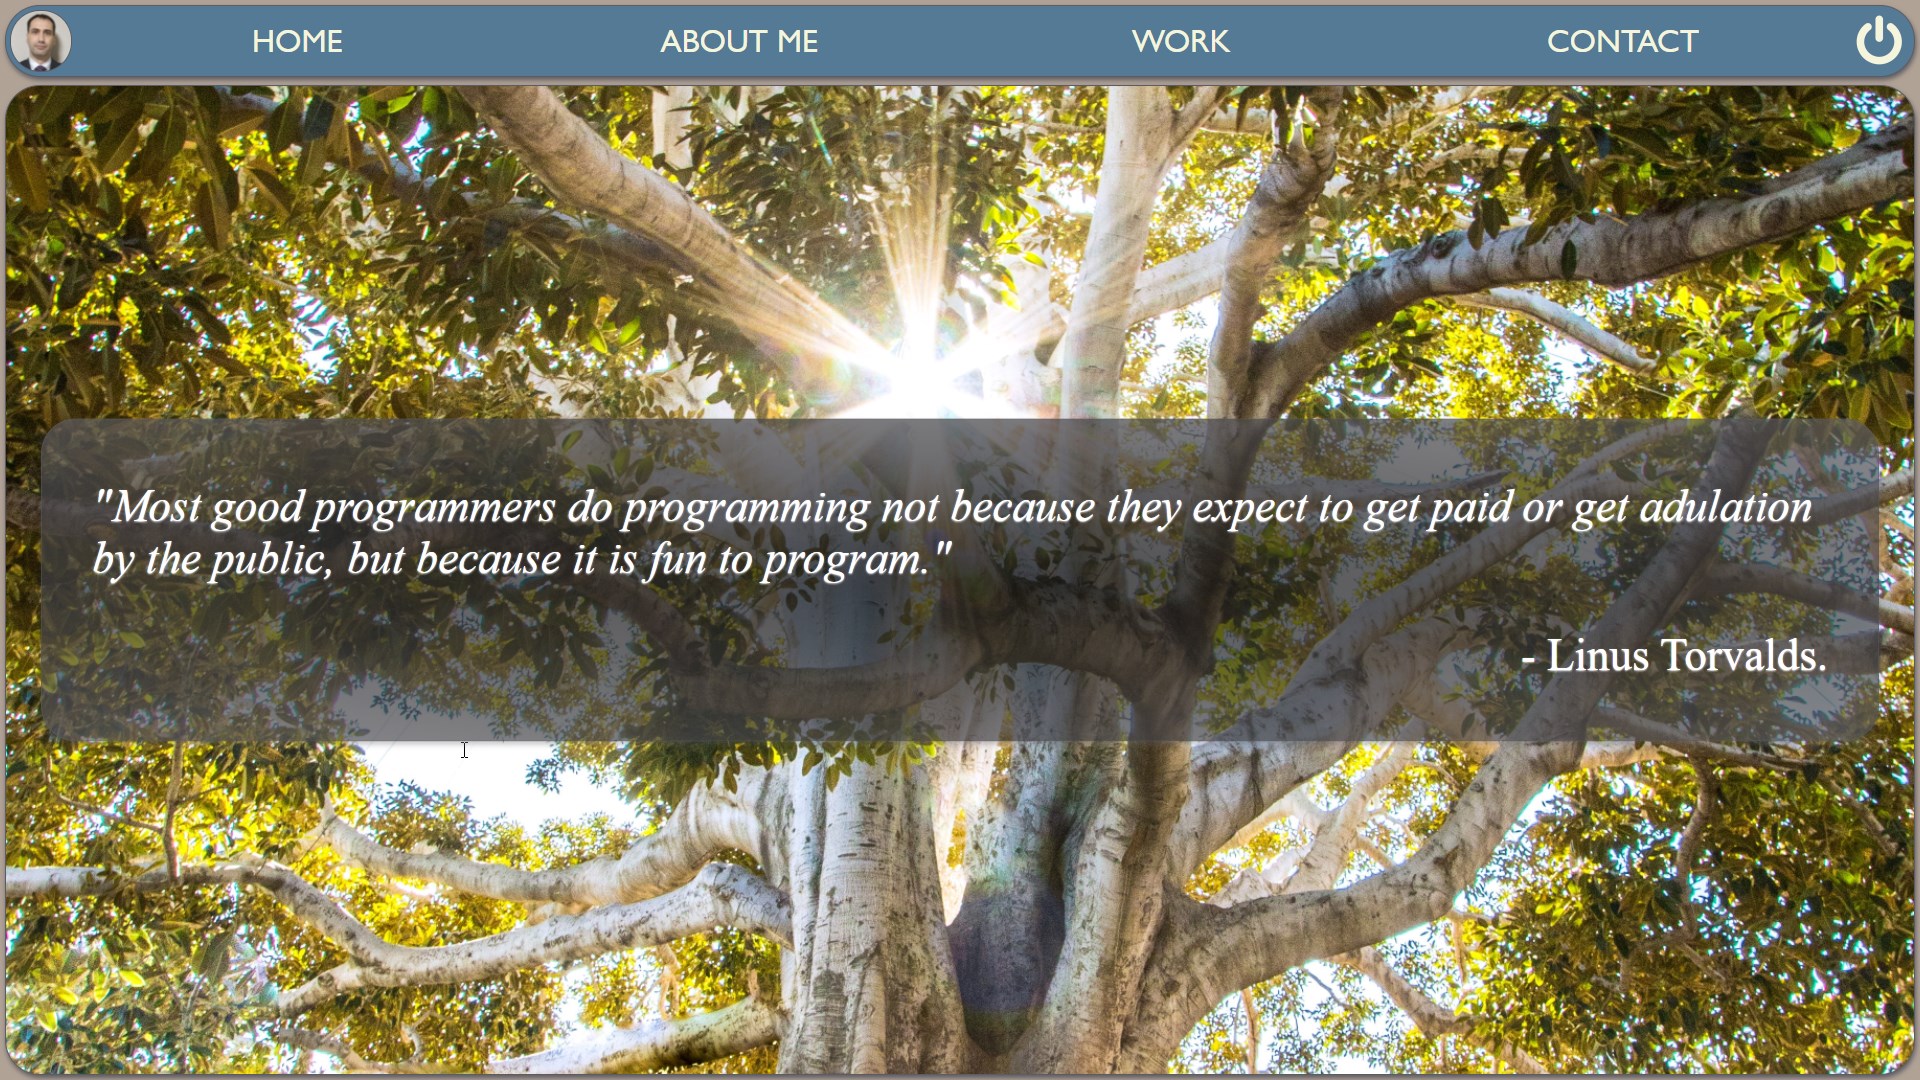 HOME ABOUT ME WORK CONTACT
"Most good programmers do programming not because they expect to get paid or get adulation
by the public, but because it is fun to program."
- Linus Torvalds.